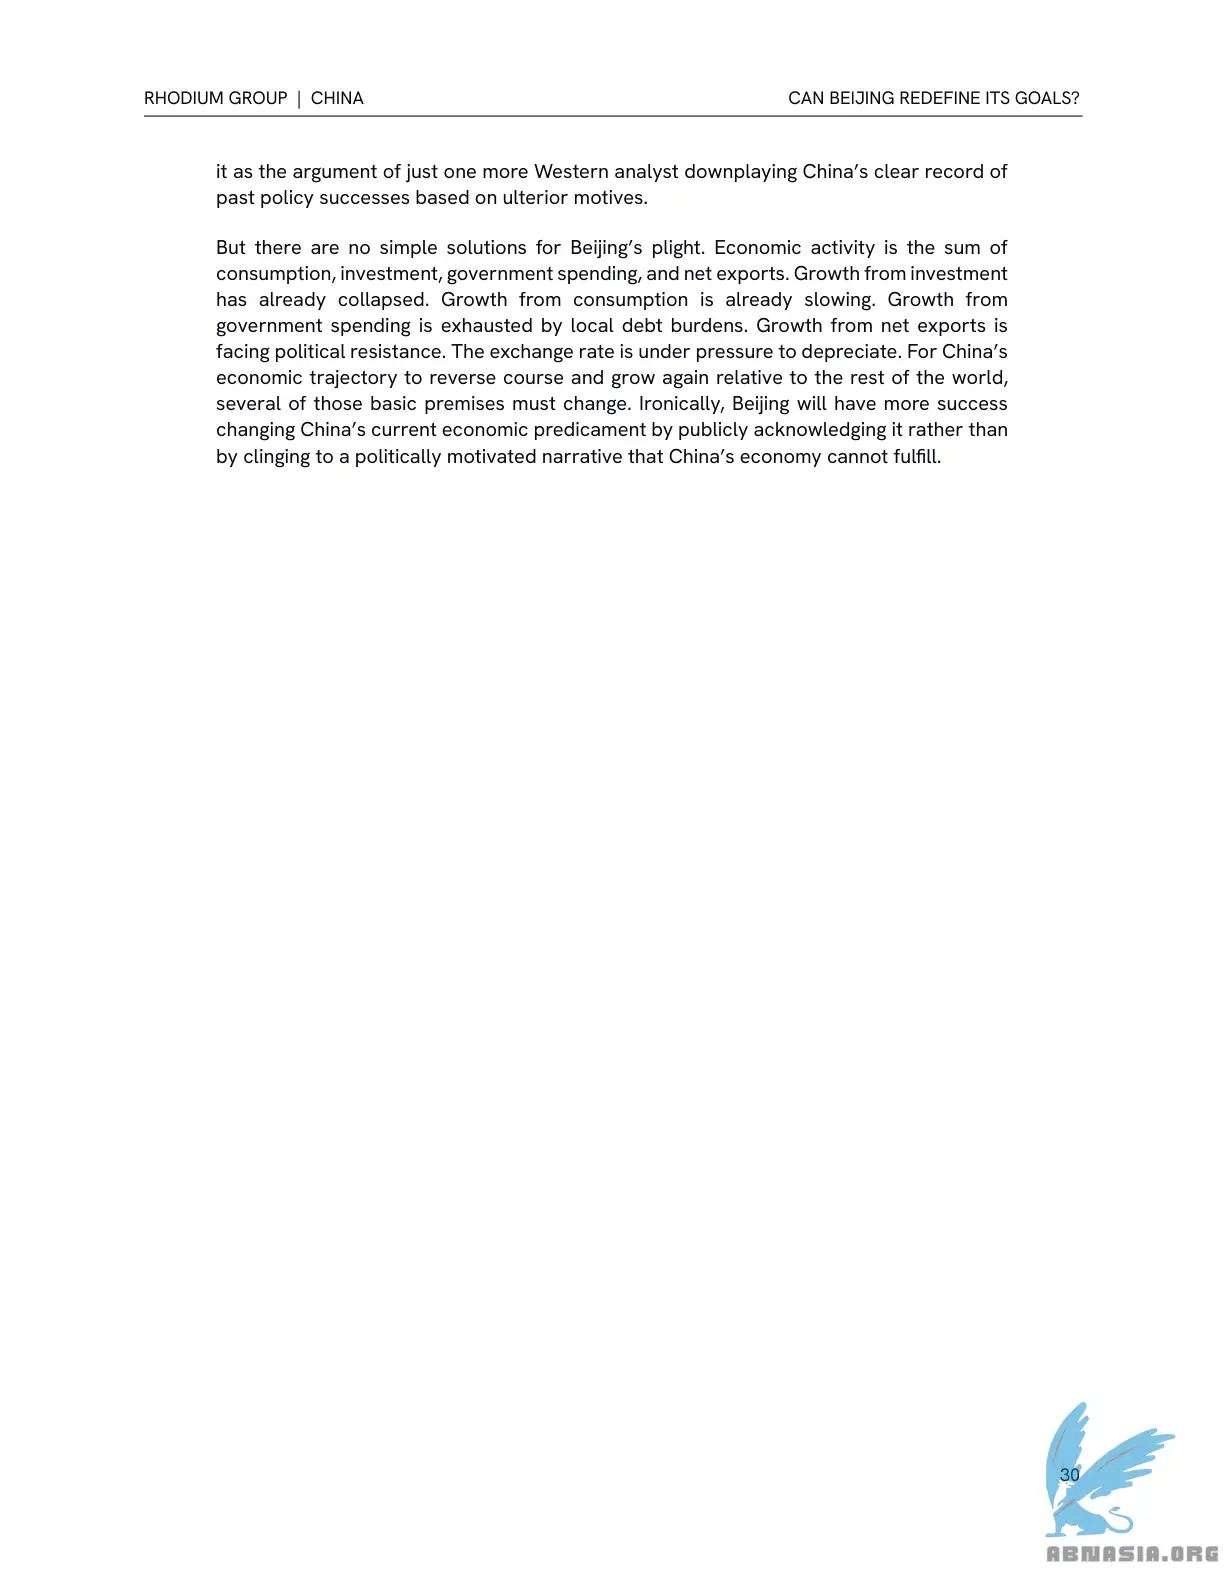 RHODIUM GROUP | CHINA
CAN BEIJING REDEFINE ITS GOALS?
it as the argument of just one more Western analyst downplaying China’s clear record of
past policy successes based on ulterior motives.
But there are no simple solutions for Beijing’s plight. Economic activity is the sum of
consumption, investment, government spending, and net exports. Growth from investment
has already collapsed. Growth from consumption is already slowing. Growth from
government spending is exhausted by local debt burdens. Growth from net exports is
facing political resistance. The exchange rate is under pressure to depreciate. For China’s
economic trajectory to reverse course and grow again relative to the rest of the world,
several of those basic premises must change. Ironically, Beijing will have more success
changing China’s current economic predicament by publicly acknowledging it rather than
by clinging to a politically motivated narrative that China’s economy cannot fulfill.
30
ABNASIA.ORG